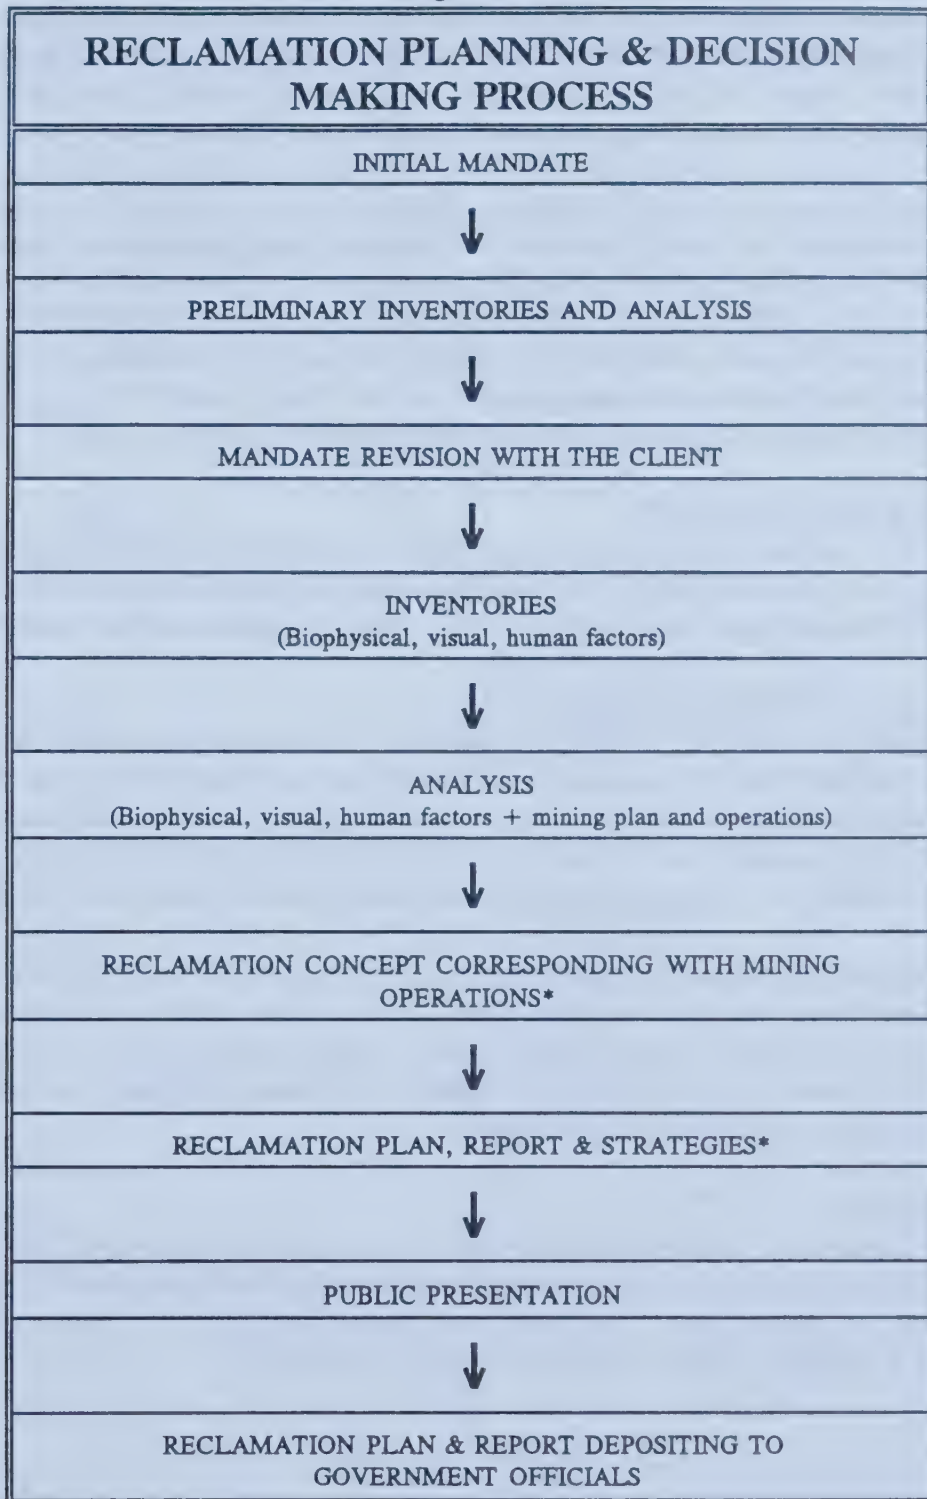 RECLAMATION PLANNING & DECISION
MAKING PROCESS
INITIAL MANDATE
PRELIMINARY INVENTORIES AND ANALYSIS
MANDATE REVISION WITH THE CLIENT
INVENTORIES
(Biophysical, visual, human factors)
ANALYSIS
(Biophysical, visual, human factors + mining plan and operations)
RECLAMATION CONCEPT CORRESPONDING WITH MINING
OPERATIONS*
RECLAMATION PLAN, REPORT & STRATEGIES*
PUBLIC PRESENTATION
RECLAMATION PLAN & REPORT DEPOSITING TO
GOVERNMENT OFFICIALS